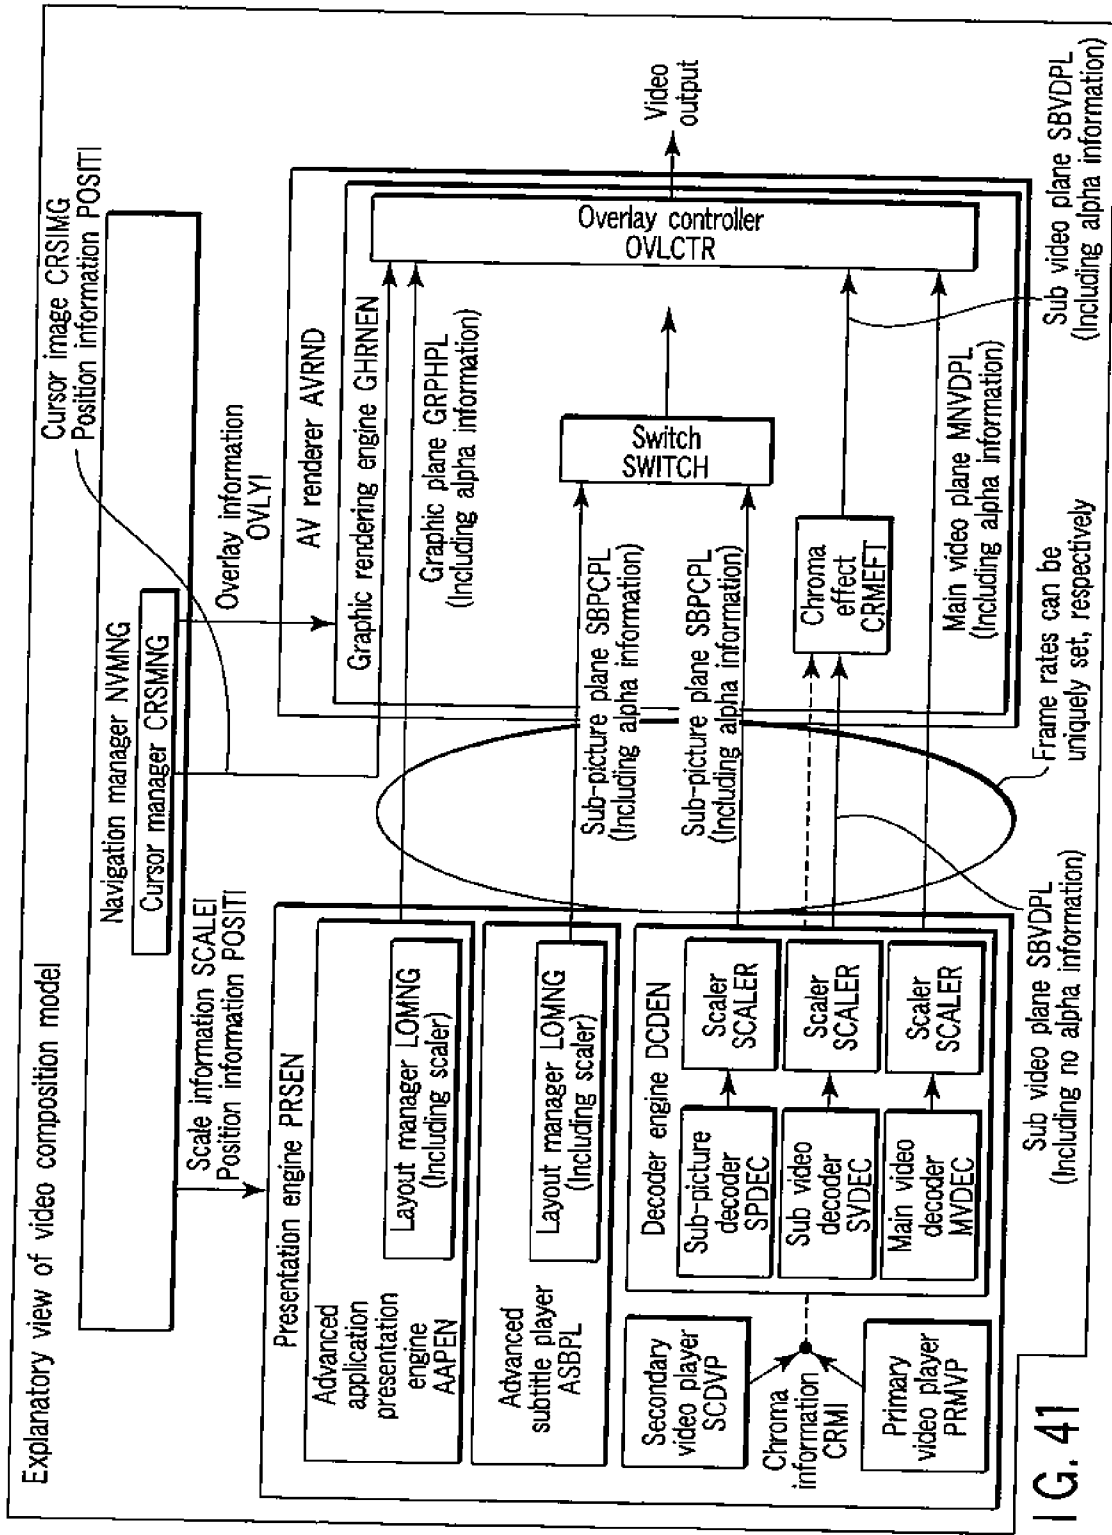 Explanatory view of video composition model
Cursor image CRSIMG
Position information POSITI
Navigation manager NVMNG
Cursor manager CRSMNG
Scale information SCALEI
Position information POSITI
Overlay information
OVLYI
Presentation engine PRSEN
Advanced
application
presentation
engine
AAPEN
Layout manager LOMNG
(Including scaler)
Advanced
subtitle player
ASBPL
Layout manager LOMNG
(Including scaler)
Secondary
video player
SCDVP
Chroma
information
CRMI
Primary
video player
PRMVP
Decoder engine DCDEN
Sub-picture
decoder
SPDEC
Scaler
SCALER
Sub video
decoder
SVDEC
Scaler
SCALER
Main video
decoder
MVDEC
Scaler
SCALER
AV renderer AVRND
Graphic rendering engine GHRNEN
Graphic plane GRPHPL
(Including alpha information)
Sub-picture plane SBPCPL
(Including alpha information)
Sub-picture plane SBPCPL
(Including alpha information)
Switch
SWITCH
Chroma
effect
CRMEFT
Main video plane MNVDPL
(Including alpha information)
Overlay controller
OVLCTR
Video
output
Sub video plane SBVDPL
(Including no alpha information)
Frame rates can be
uniquely set, respectively
Sub video plane SBVDPL
(Including alpha information)
IG. 41